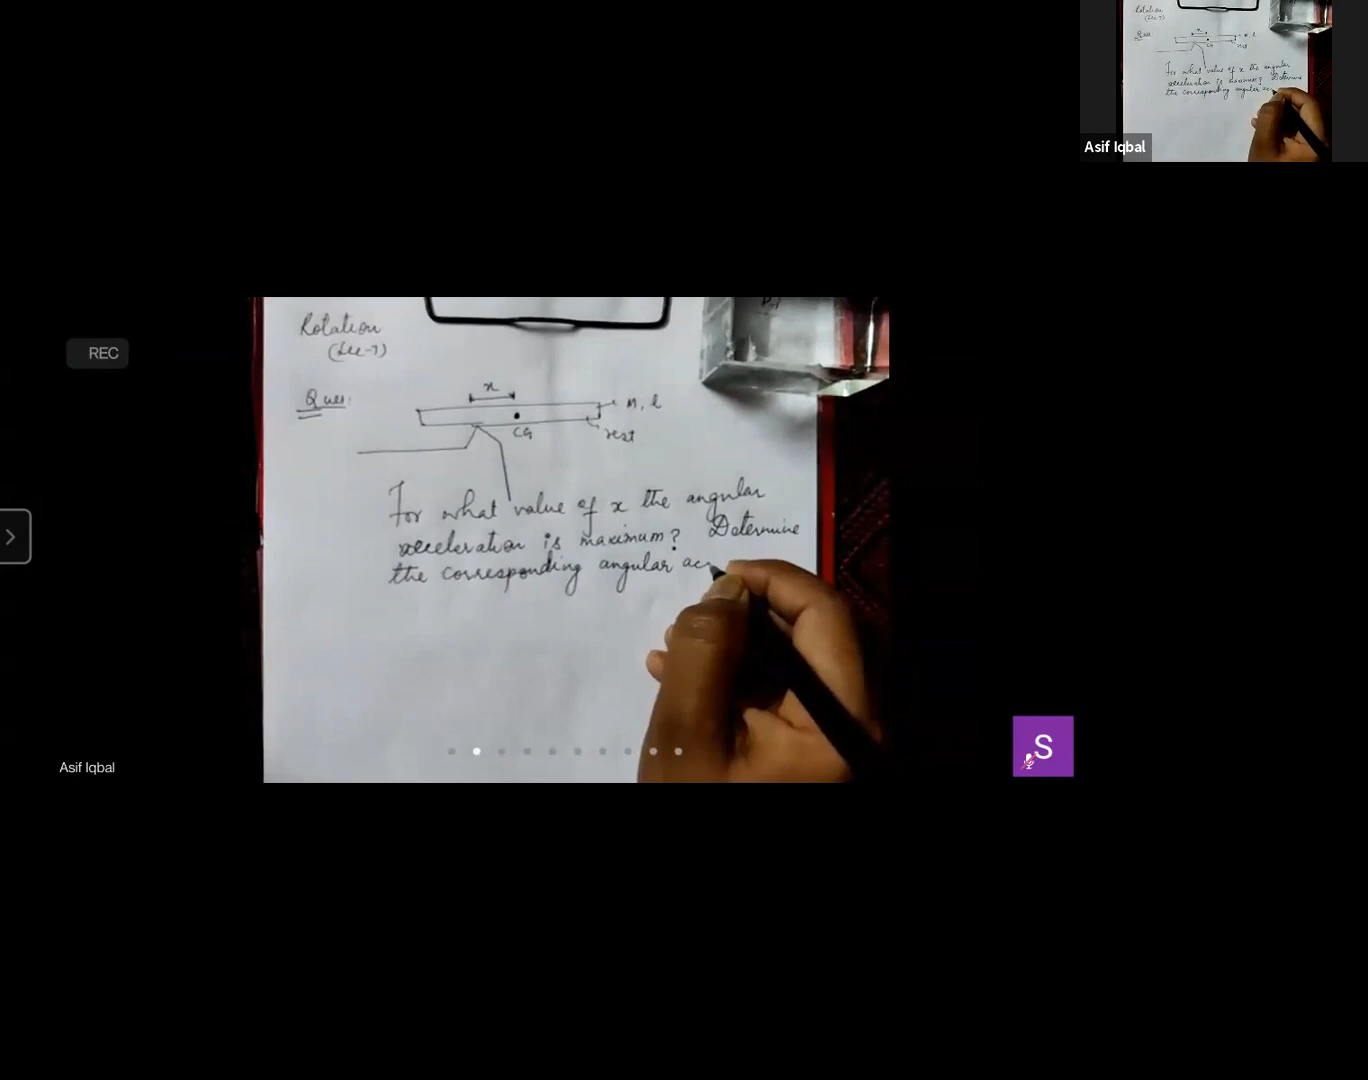 Asif Iqbal
REC
Rotation
(Lec-7)
Ques:
x
M, l
CG
rest
For what value of x the angular
acceleration is maximum? Determine
the corresponding angular acc
S
Asif Iqbal